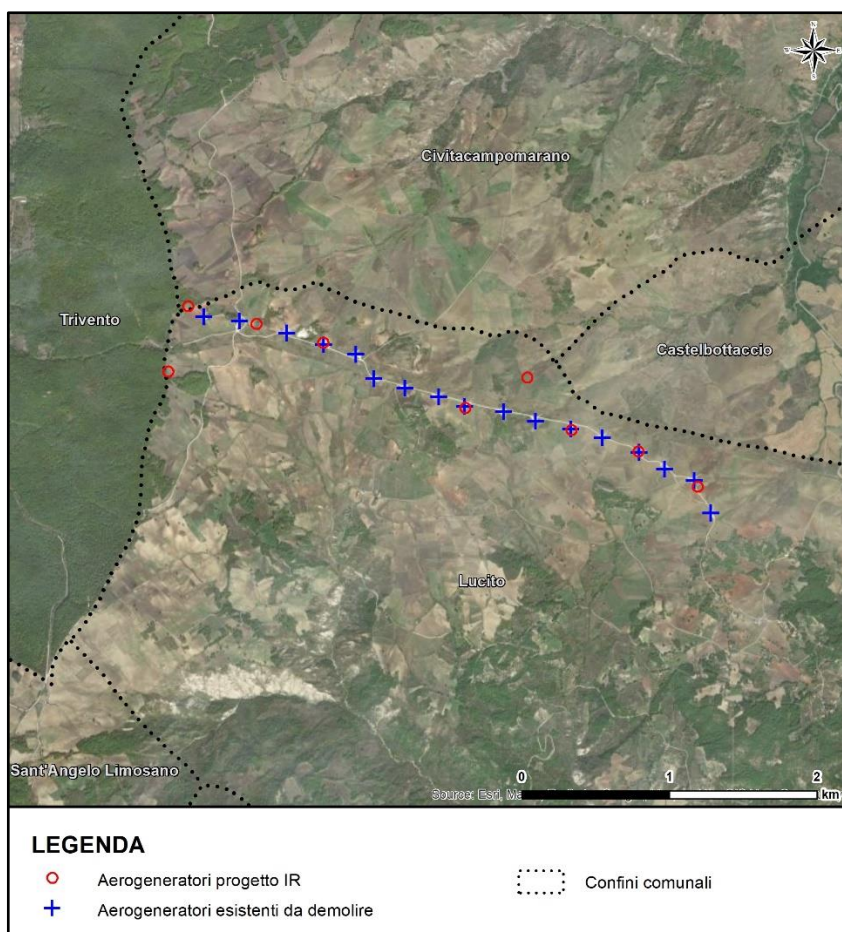 Civitacampomarano
Trivento
Castelbottaccio
Lucito
Sant'Angelo Limosano
0 1 2
km
Source: Esri,
LEGENDA
Aerogeneratori progetto IR
Confini comunali
Aerogeneratori esistenti da demolire